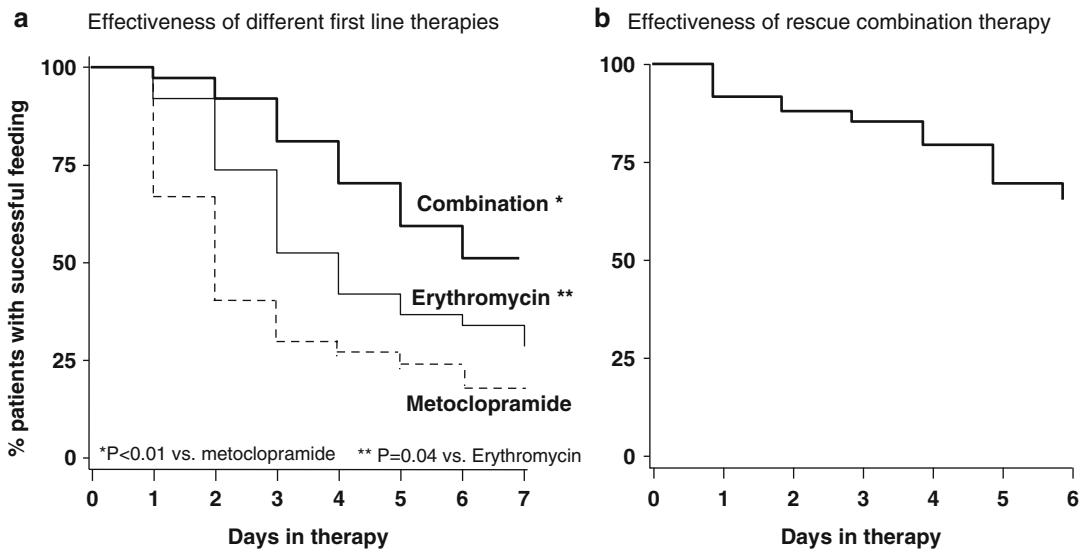 a Effectiveness of different first line therapies
% patients with successful feeding
100
75
50
25
0
Combination *
Erythromycin **
Metoclopramide
*P<0.01 vs. metoclopramide ** P=0.04 vs. Erythromycin
0 1 2 3 4 5 6 7
Days in therapy
b Effectiveness of rescue combination therapy
100
75
50
25
0
0 1 2 3 4 5 6
Days in therapy